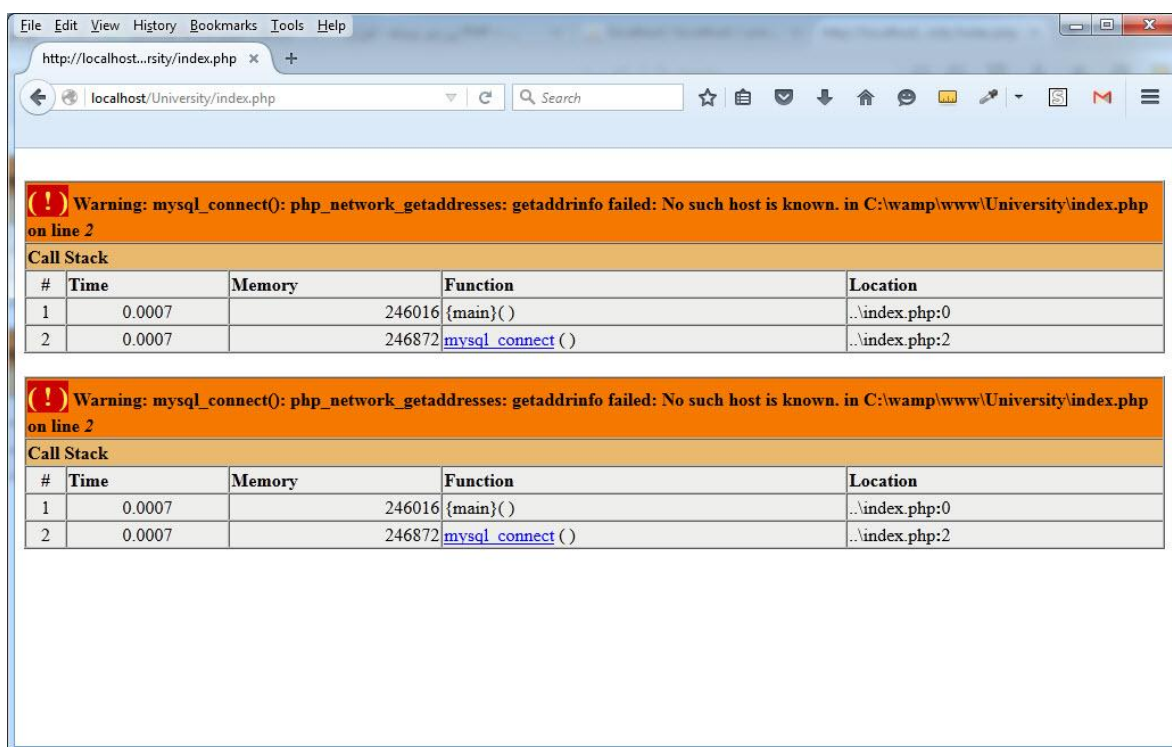 File Edit View History Bookmarks Tools Help
http://localhost...rsity/index.php × +
localhost/University/index.php Search
( ! ) Warning: mysql_connect(): php_network_getaddresses: getaddrinfo failed: No such host is known. in C:\wamp\www\University\index.php
on line 2
Call Stack
# Time Memory Function Location
1 0.0007 246016 {main}( ) ..\index.php:0
2 0.0007 246872 mysql_connect ( ) ..\index.php:2
( ! ) Warning: mysql_connect(): php_network_getaddresses: getaddrinfo failed: No such host is known. in C:\wamp\www\University\index.php
on line 2
Call Stack
# Time Memory Function Location
1 0.0007 246016 {main}( ) ..\index.php:0
2 0.0007 246872 mysql_connect ( ) ..\index.php:2